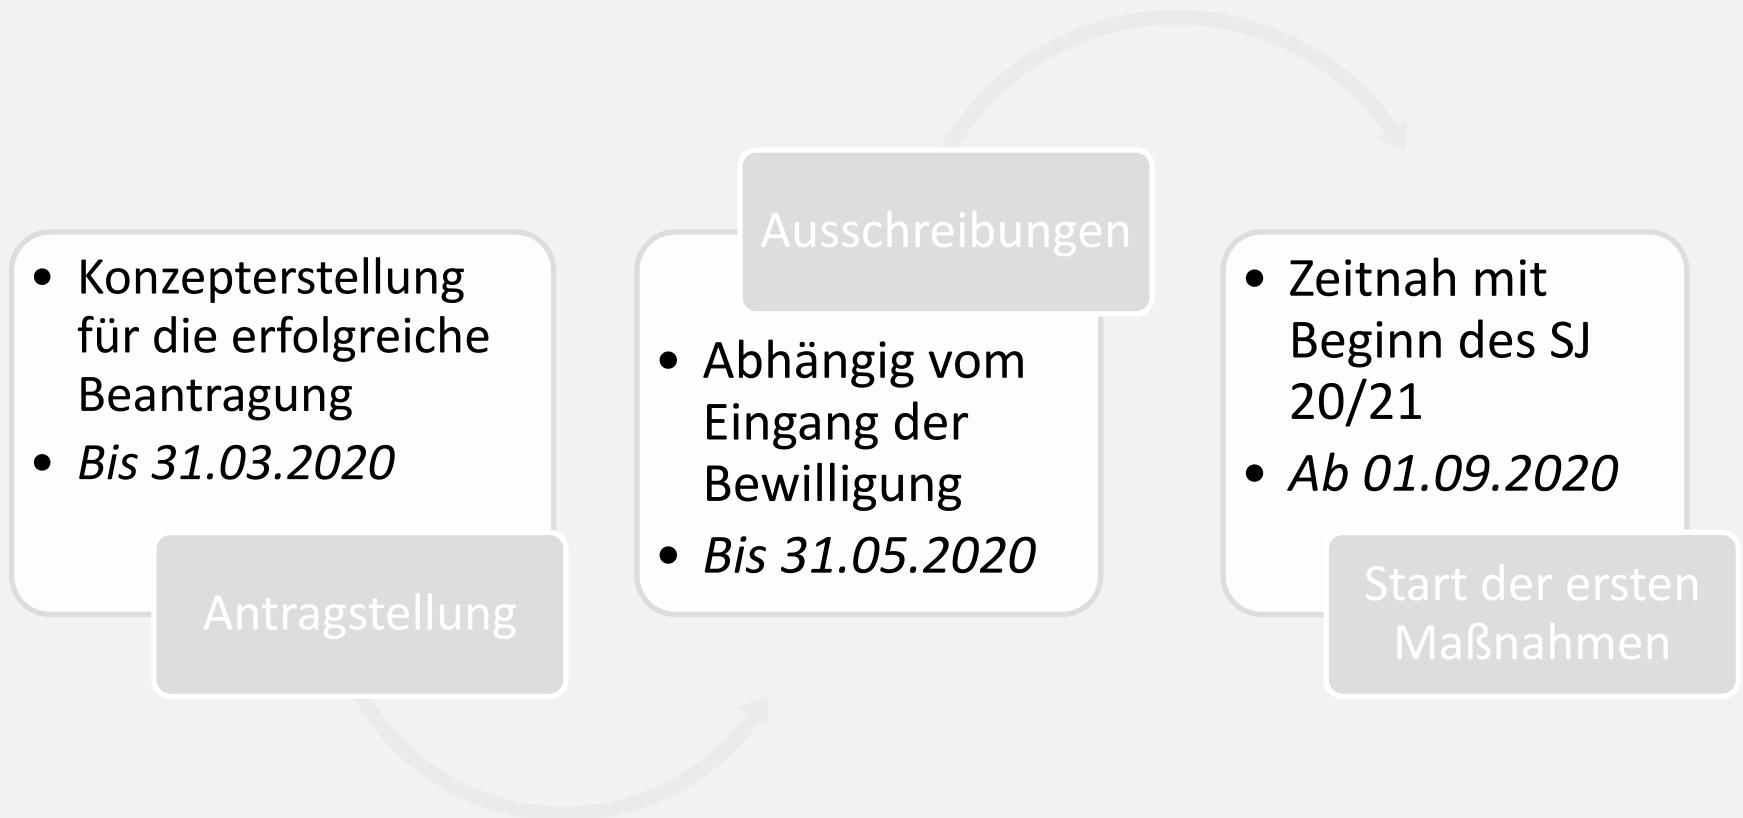 • Konzepterstellung
für die erfolgreiche
Beantragung
• Bis 31.03.2020
Antragstellung
Ausschreibungen
• Abhängig vom
Eingang der
Bewilligung
• Bis 31.05.2020
• Zeitnah mit
Beginn des SJ
20/21
• Ab 01.09.2020
Start der ersten
Maßnahmen